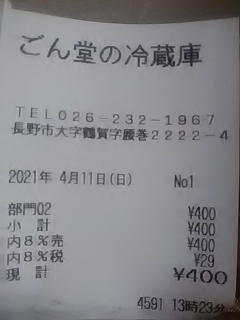 ごん堂の冷蔵庫
TEL026-232-1967
長野市大字鶴賀字腰巻2222-4
2021年 4月11日(日) No1
部門02 ¥400
小 計 ¥400
内8%売 ¥400
内8%税 ¥29
現 計 ¥400
4591 13時23分